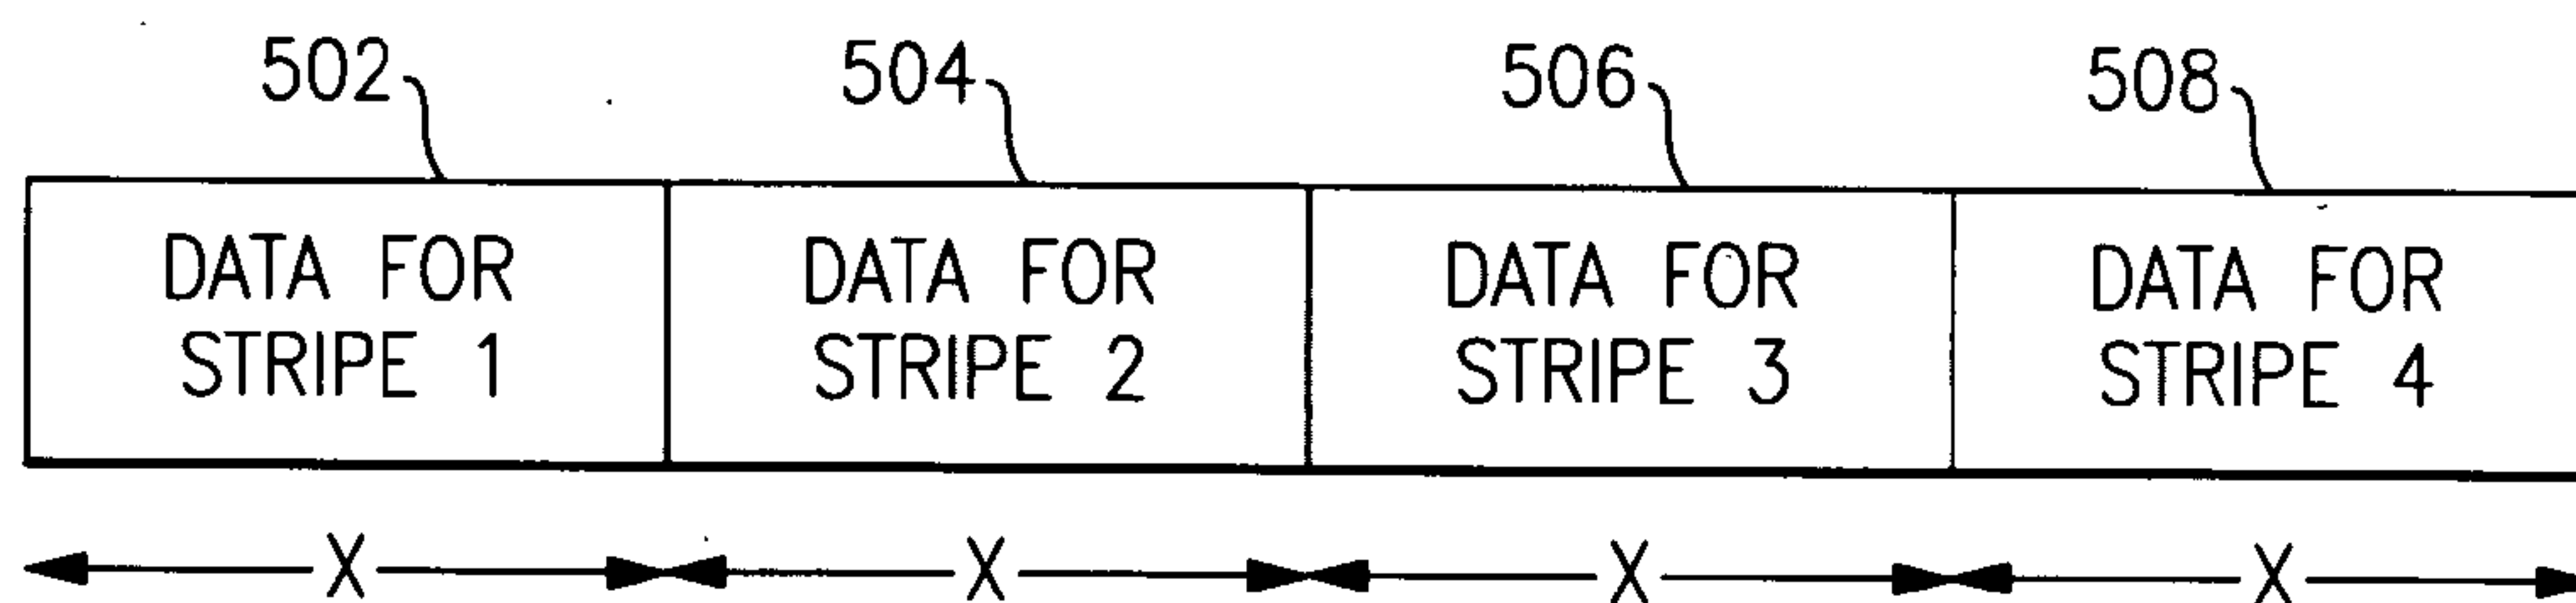 502 504 506 508
DATA FOR STRIPE 1
DATA FOR STRIPE 2
DATA FOR STRIPE 3
DATA FOR STRIPE 4
X X X X